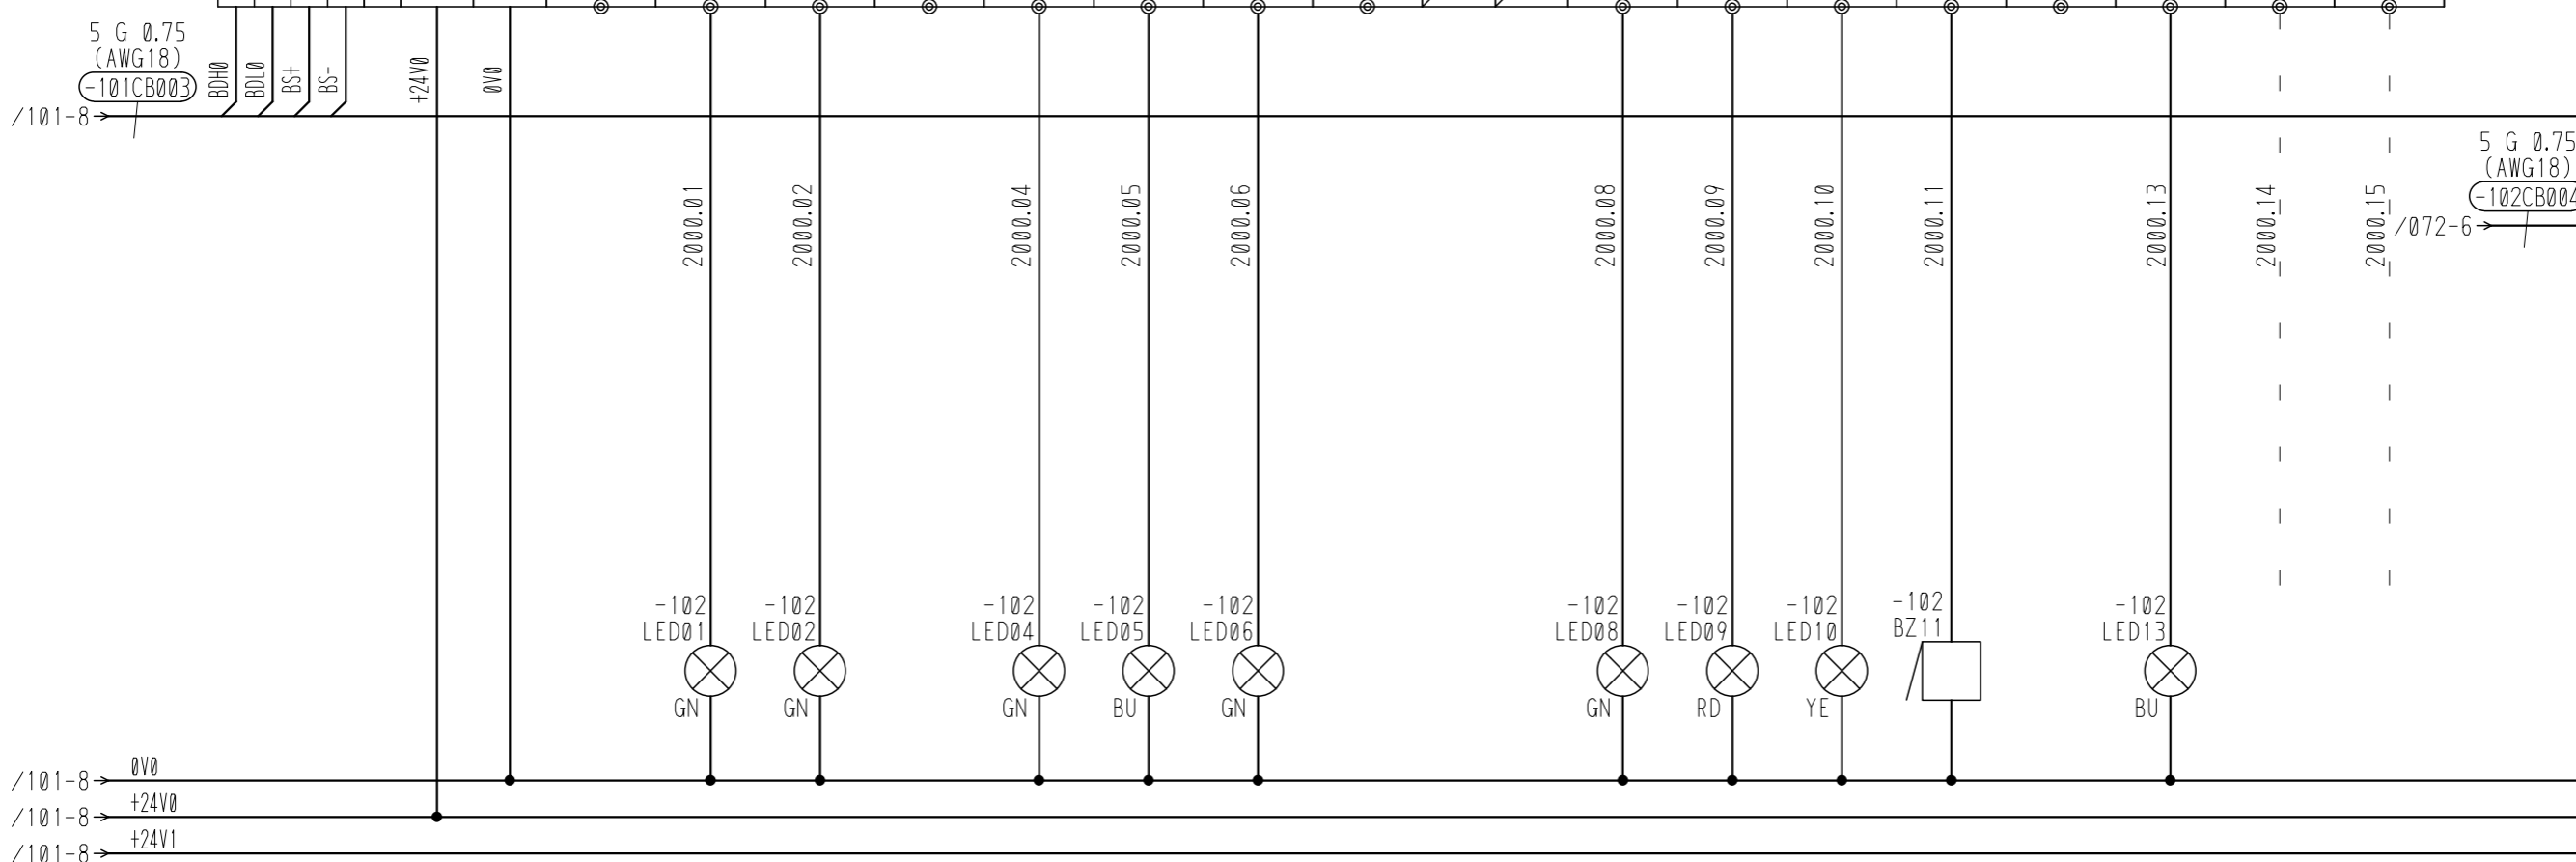 5 G 0.75
(AWG18)
-101CB003
/101-8
BDH0
BDL0
BS+
BS-
+24V0
0V0
2000.01
2000.02
2000.04
2000.05
2000.06
2000.08
2000.09
2000.10
2000.11
2000.13
2000.14
2000.15
5 G 0.75
(AWG18)
-102CB004
/072-6
-102
LED01
GN
-102
LED02
GN
-102
LED04
GN
-102
LED05
BU
-102
LED06
GN
-102
LED08
GN
-102
LED09
RD
-102
LED10
YE
-102
BZ11
-102
LED13
BU
/101-8
0V0
/101-8
+24V0
/101-8
+24V1